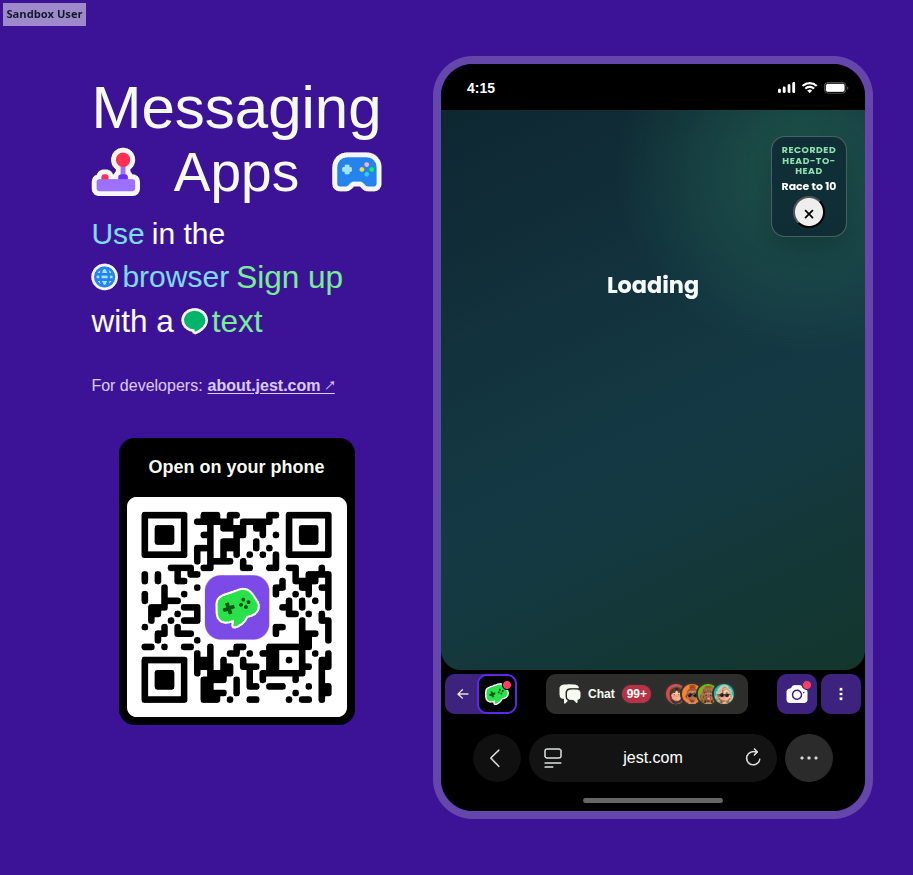 Sandbox User
Messaging
Apps
Use in the
browser Sign up
with a text
For developers: about.jest.com ↗
Open on your phone
4:15
RECORDED
HEAD-TO-
HEAD
Race to 10
×
Loading
Chat 99+
jest.com